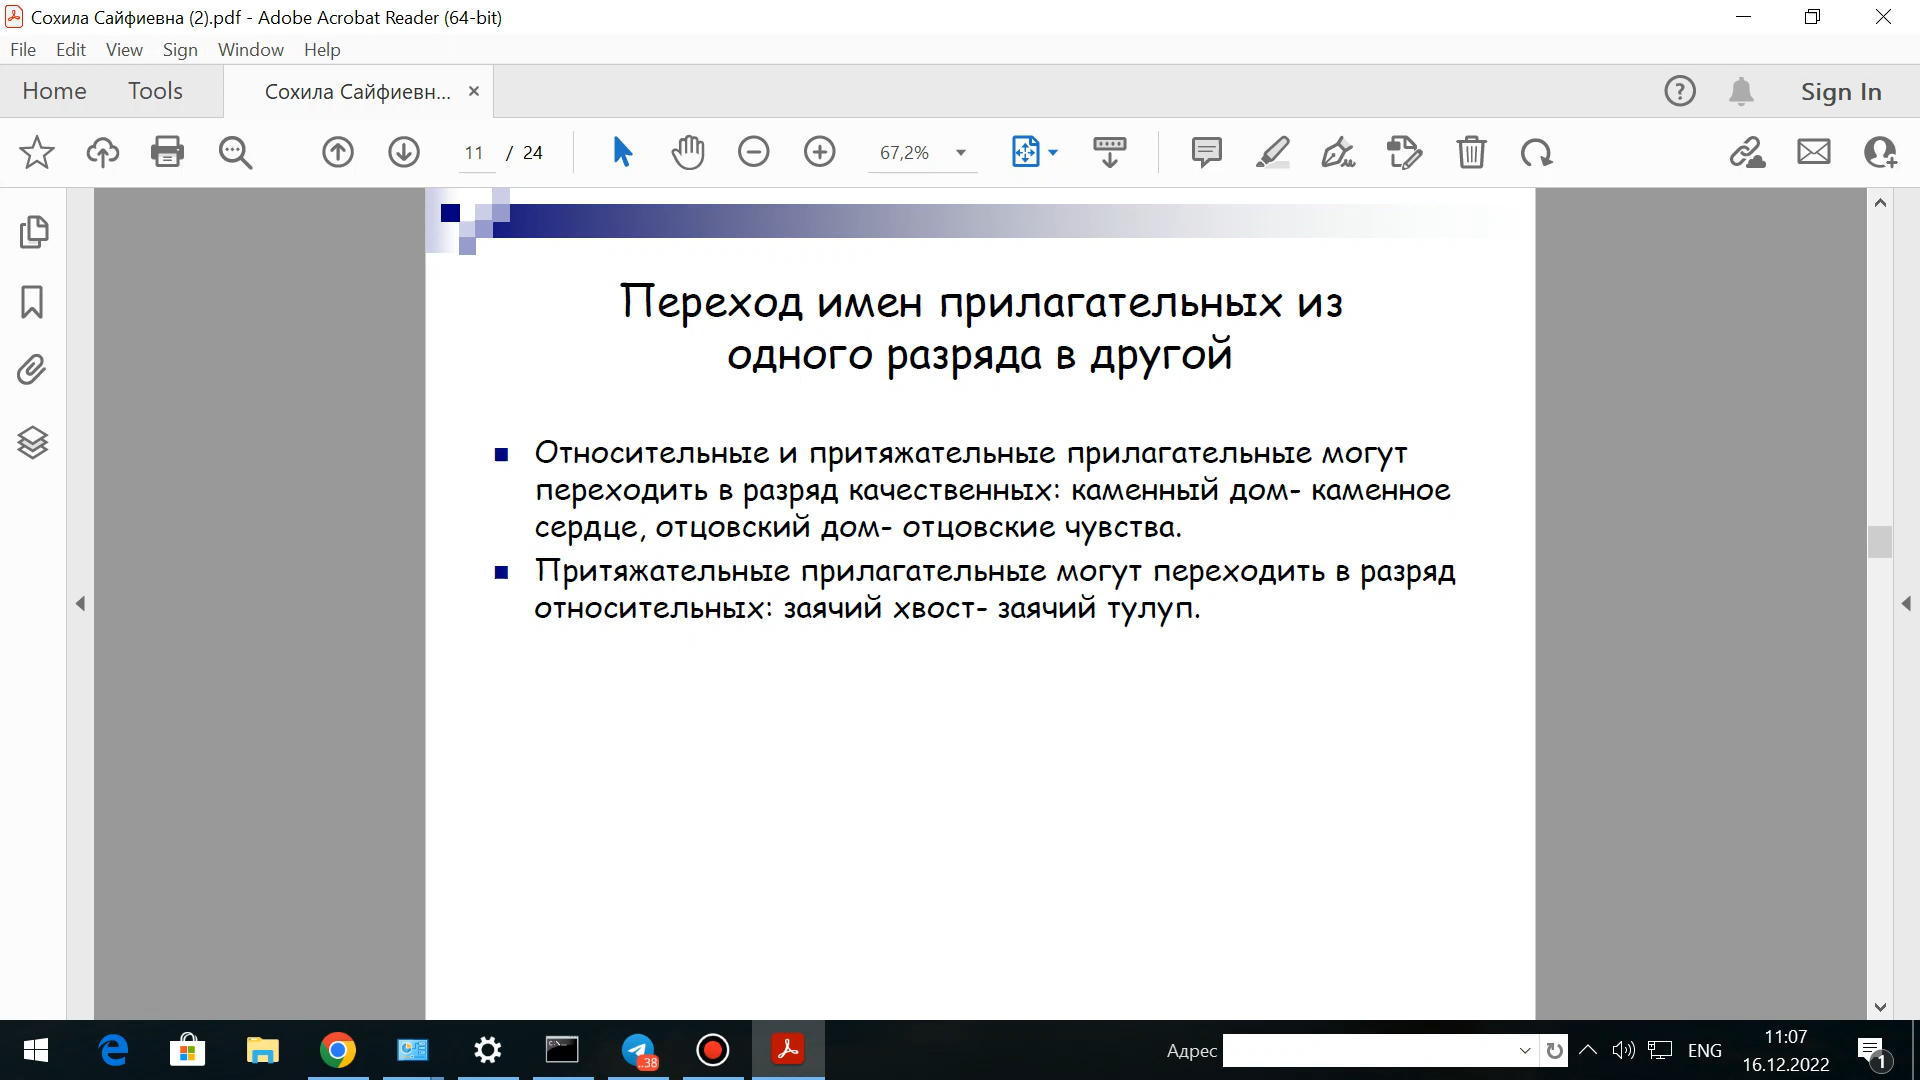 Сохила Сайфиевна (2).pdf - Adobe Acrobat Reader (64-bit)
File Edit View Sign Window Help
Home Tools Сохила Сайфиевн... × Sign In
11 / 24 67,2%
Переход имен прилагательных из
одного разряда в другой
Относительные и притяжательные прилагательные могут
переходить в разряд качественных: каменный дом- каменное
сердце, отцовский дом- отцовские чувства.
Притяжательные прилагательные могут переходить в разряд
относительных: заячий хвост- заячий тулуп.
..38
Адрес
ENG
11:07
16.12.2022
1